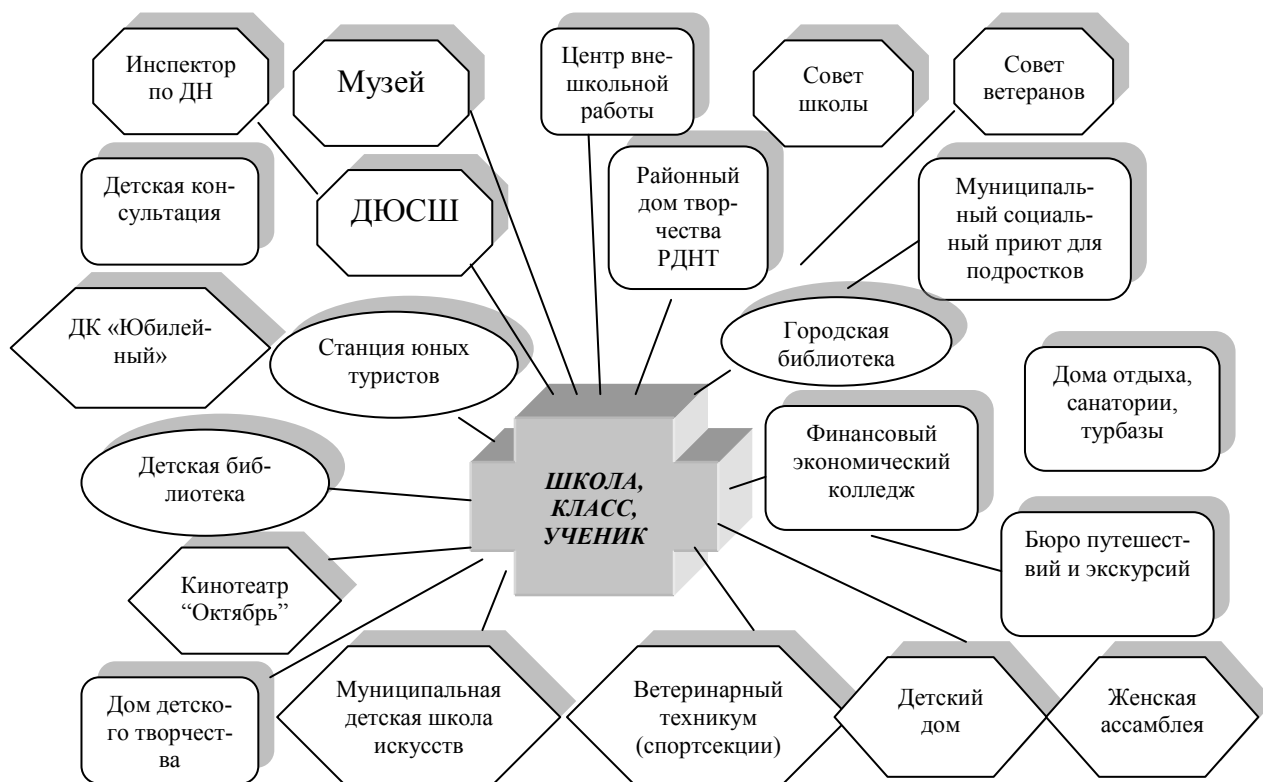 Инспектор
по ДН
Музей
Центр вне-
школьной
работы
Совет
школы
Совет
ветеранов
Детская кон-
сультация
ДЮСШ
Районный
дом твор-
чества
РДНТ
Муниципаль-
ный социаль-
ный приют для
подростков
ДК «Юбилей-
ный»
Станция юных
туристов
Городская
библиотека
Дома отдыха,
санатории,
турбазы
Детская биб-
лиотека
ШКОЛА,
КЛАСС,
УЧЕНИК
Финансовый
экономический
колледж
Кинотеатр
“Октябрь”
Бюро путешест-
вий и экскурсий
Дом детско-
го творчест-
ва
Муниципальная
детская школа
искусств
Ветеринарный
техникум
(спортсекции)
Детский
дом
Женская
ассамблея